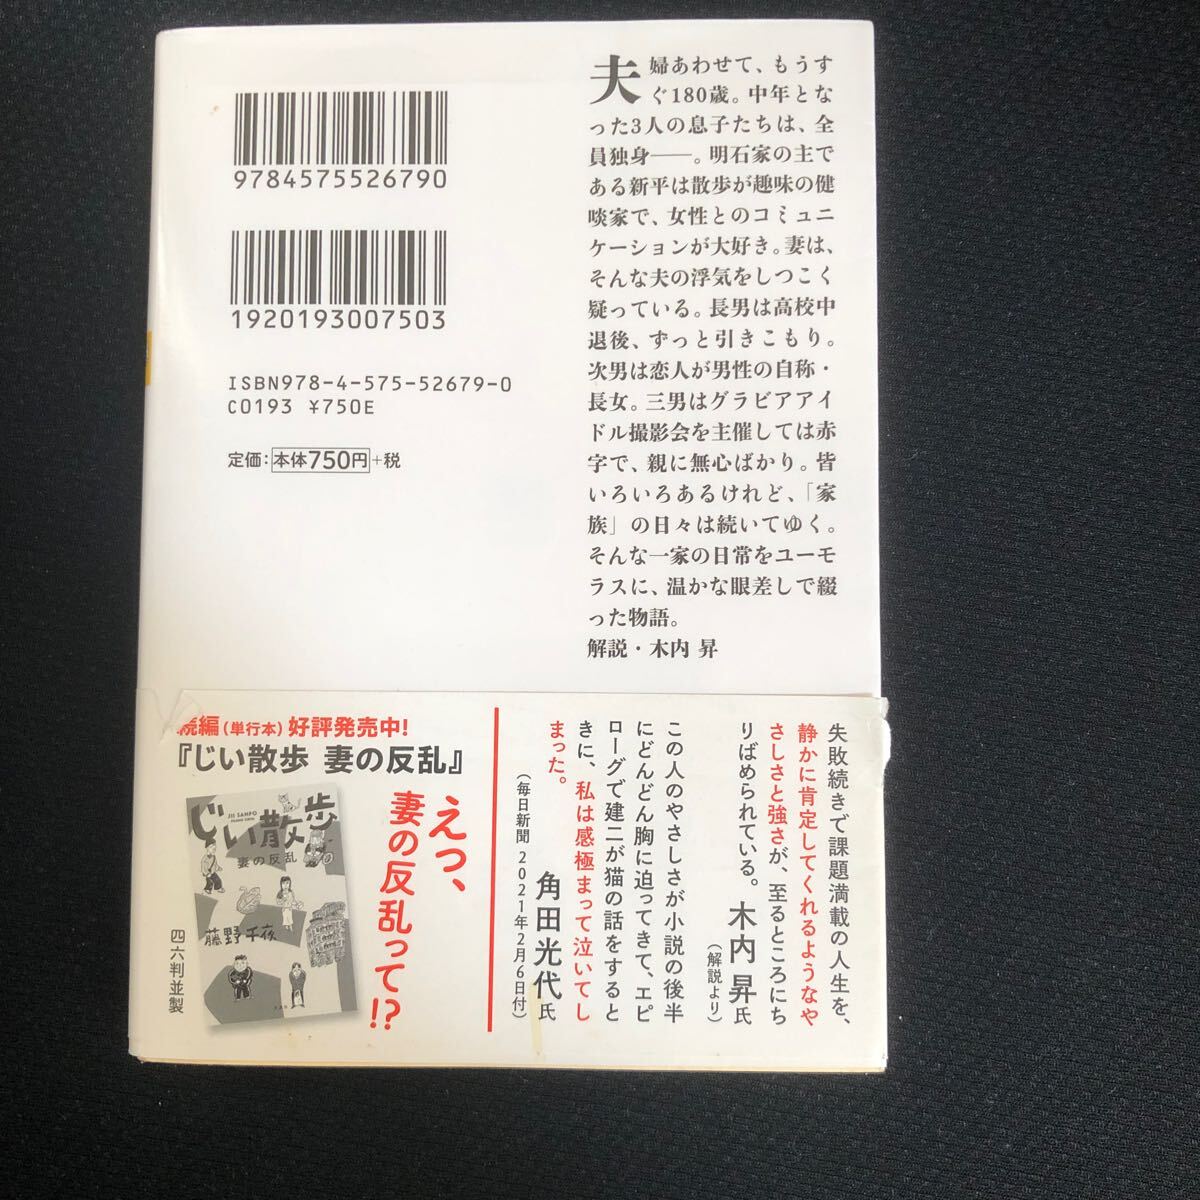 9784575526790
1920193007503
ISBN978-4-575-52679-0
C0193 ¥750E
定価：本体750円+税
夫婦あわせて、もうす
ぐ180歳。中年とな
った3人の息子たちは、全
員独身——。明石家の主で
ある新平は散歩が趣味の健
啖家で、女性とのコミュニ
ケーションが大好き。妻は、
そんな夫の浮気をしつこく
疑っている。長男は高校中
退後、ずっと引きこもり。
次男は恋人が男性の自称・
長女。三男はグラビアアイ
ドル撮影会を主催しては赤
字で、親に無心ばかり。皆
いろいろあるけれど、「家
族」の日々は続いてゆく。
そんな一家の日常をユーモ
ラスに、温かな眼差しで綴
った物語。
解説・木内 昇
失敗続きで課題満載の人生を、
静かに肯定してくれるようなや
さしさと強さが、至るところにち
りばめられている。
木内 昇氏
（解説より）
この人のやさしさが小説の後半
にどんどん胸に迫ってきて、エピ
ローグで建二が猫の話をすると
きに、私は感極まって泣いてし
まった。
角田光代氏
（毎日新聞 2021年2月6日付）
続編（単行本）好評発売中！
『じい散歩 妻の反乱』
えっ、
妻の反乱って!?
じい散歩
JII SANPO
妻の反乱
藤野千夜
四六判並製